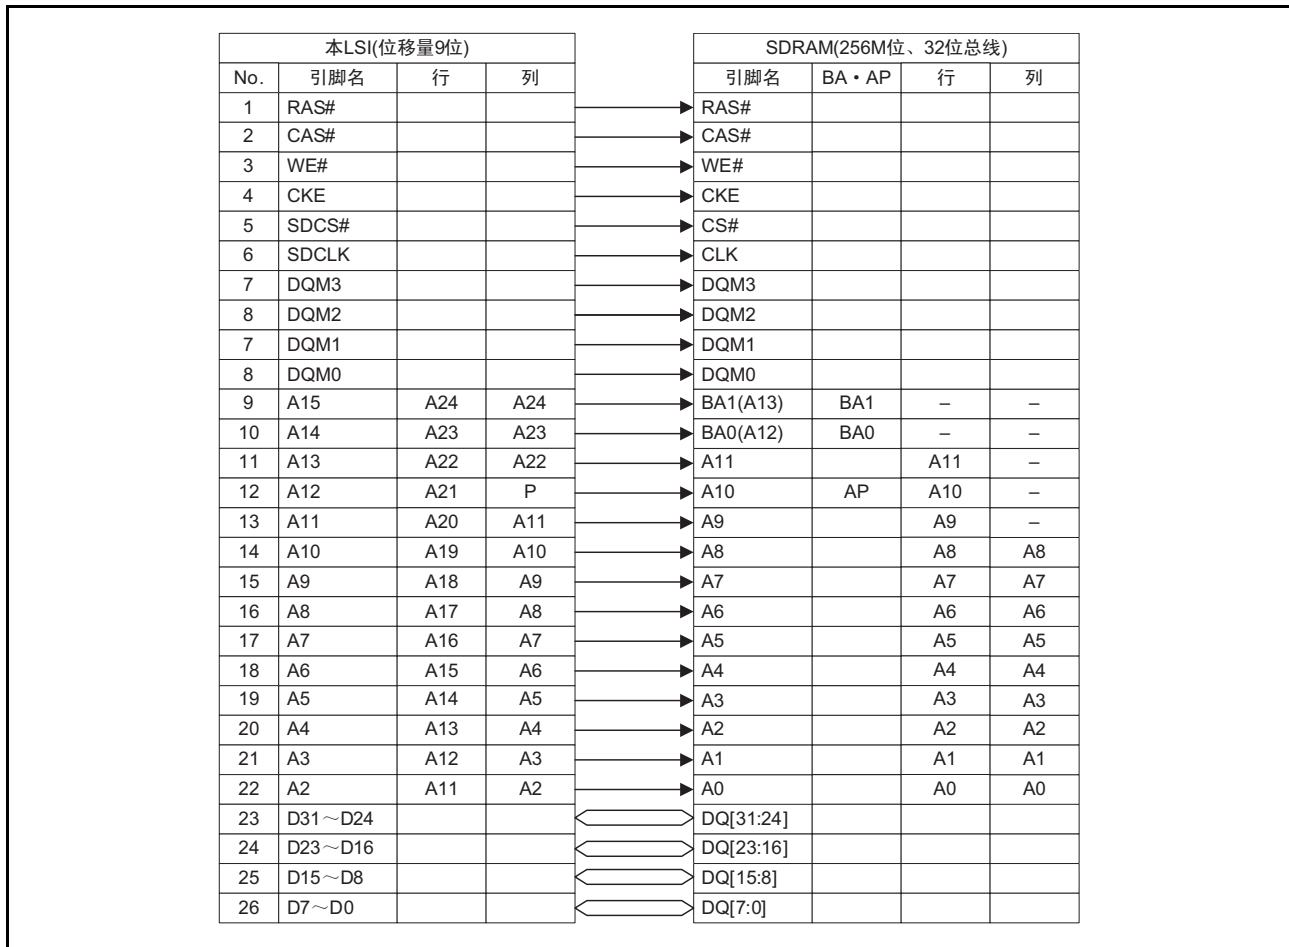 本LSI(位移量9位) SDRAM(256M位、32位总线)
No. 引脚名 行 列 引脚名 BA・AP 行 列
1 RAS# RAS#
2 CAS# CAS#
3 WE# WE#
4 CKE CKE
5 SDCS# CS#
6 SDCLK CLK
7 DQM3 DQM3
8 DQM2 DQM2
7 DQM1 DQM1
8 DQM0 DQM0
9 A15 A24 A24 BA1(A13) BA1 – –
10 A14 A23 A23 BA0(A12) BA0 – –
11 A13 A22 A22 A11 A11 –
12 A12 A21 P A10 AP A10 –
13 A11 A20 A11 A9 A9 –
14 A10 A19 A10 A8 A8 A8
15 A9 A18 A9 A7 A7 A7
16 A8 A17 A8 A6 A6 A6
17 A7 A16 A7 A5 A5 A5
18 A6 A15 A6 A4 A4 A4
19 A5 A14 A5 A3 A3 A3
20 A4 A13 A4 A2 A2 A2
21 A3 A12 A3 A1 A1 A1
22 A2 A11 A2 A0 A0 A0
23 D31～D24 DQ[31:24]
24 D23～D16 DQ[23:16]
25 D15～D8 DQ[15:8]
26 D7～D0 DQ[7:0]